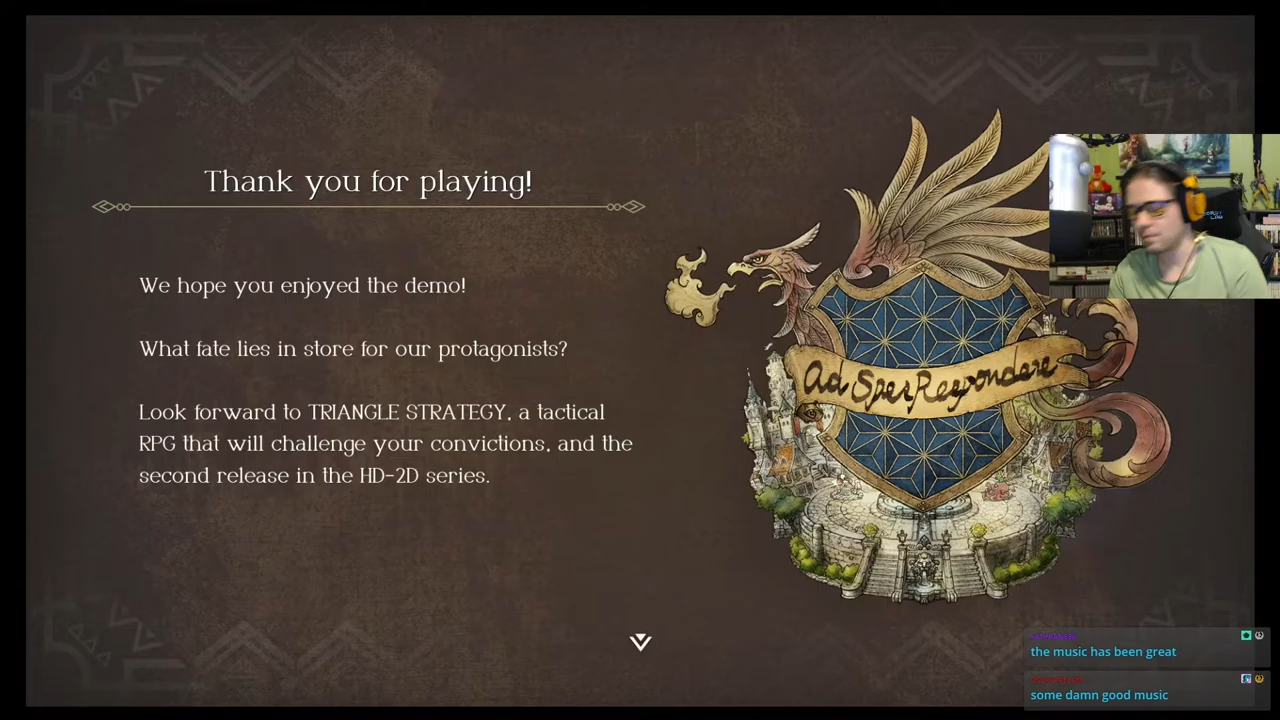 Thank you for playing!
We hope you enjoyed the demo!
What fate lies in store for our protagonists?
Look forward to TRIANGLE STRATEGY, a tactical
RPG that will challenge your convictions, and the
second release in the HD-2D series.
Ad Spes Respondere
the music has been great
some damn good music